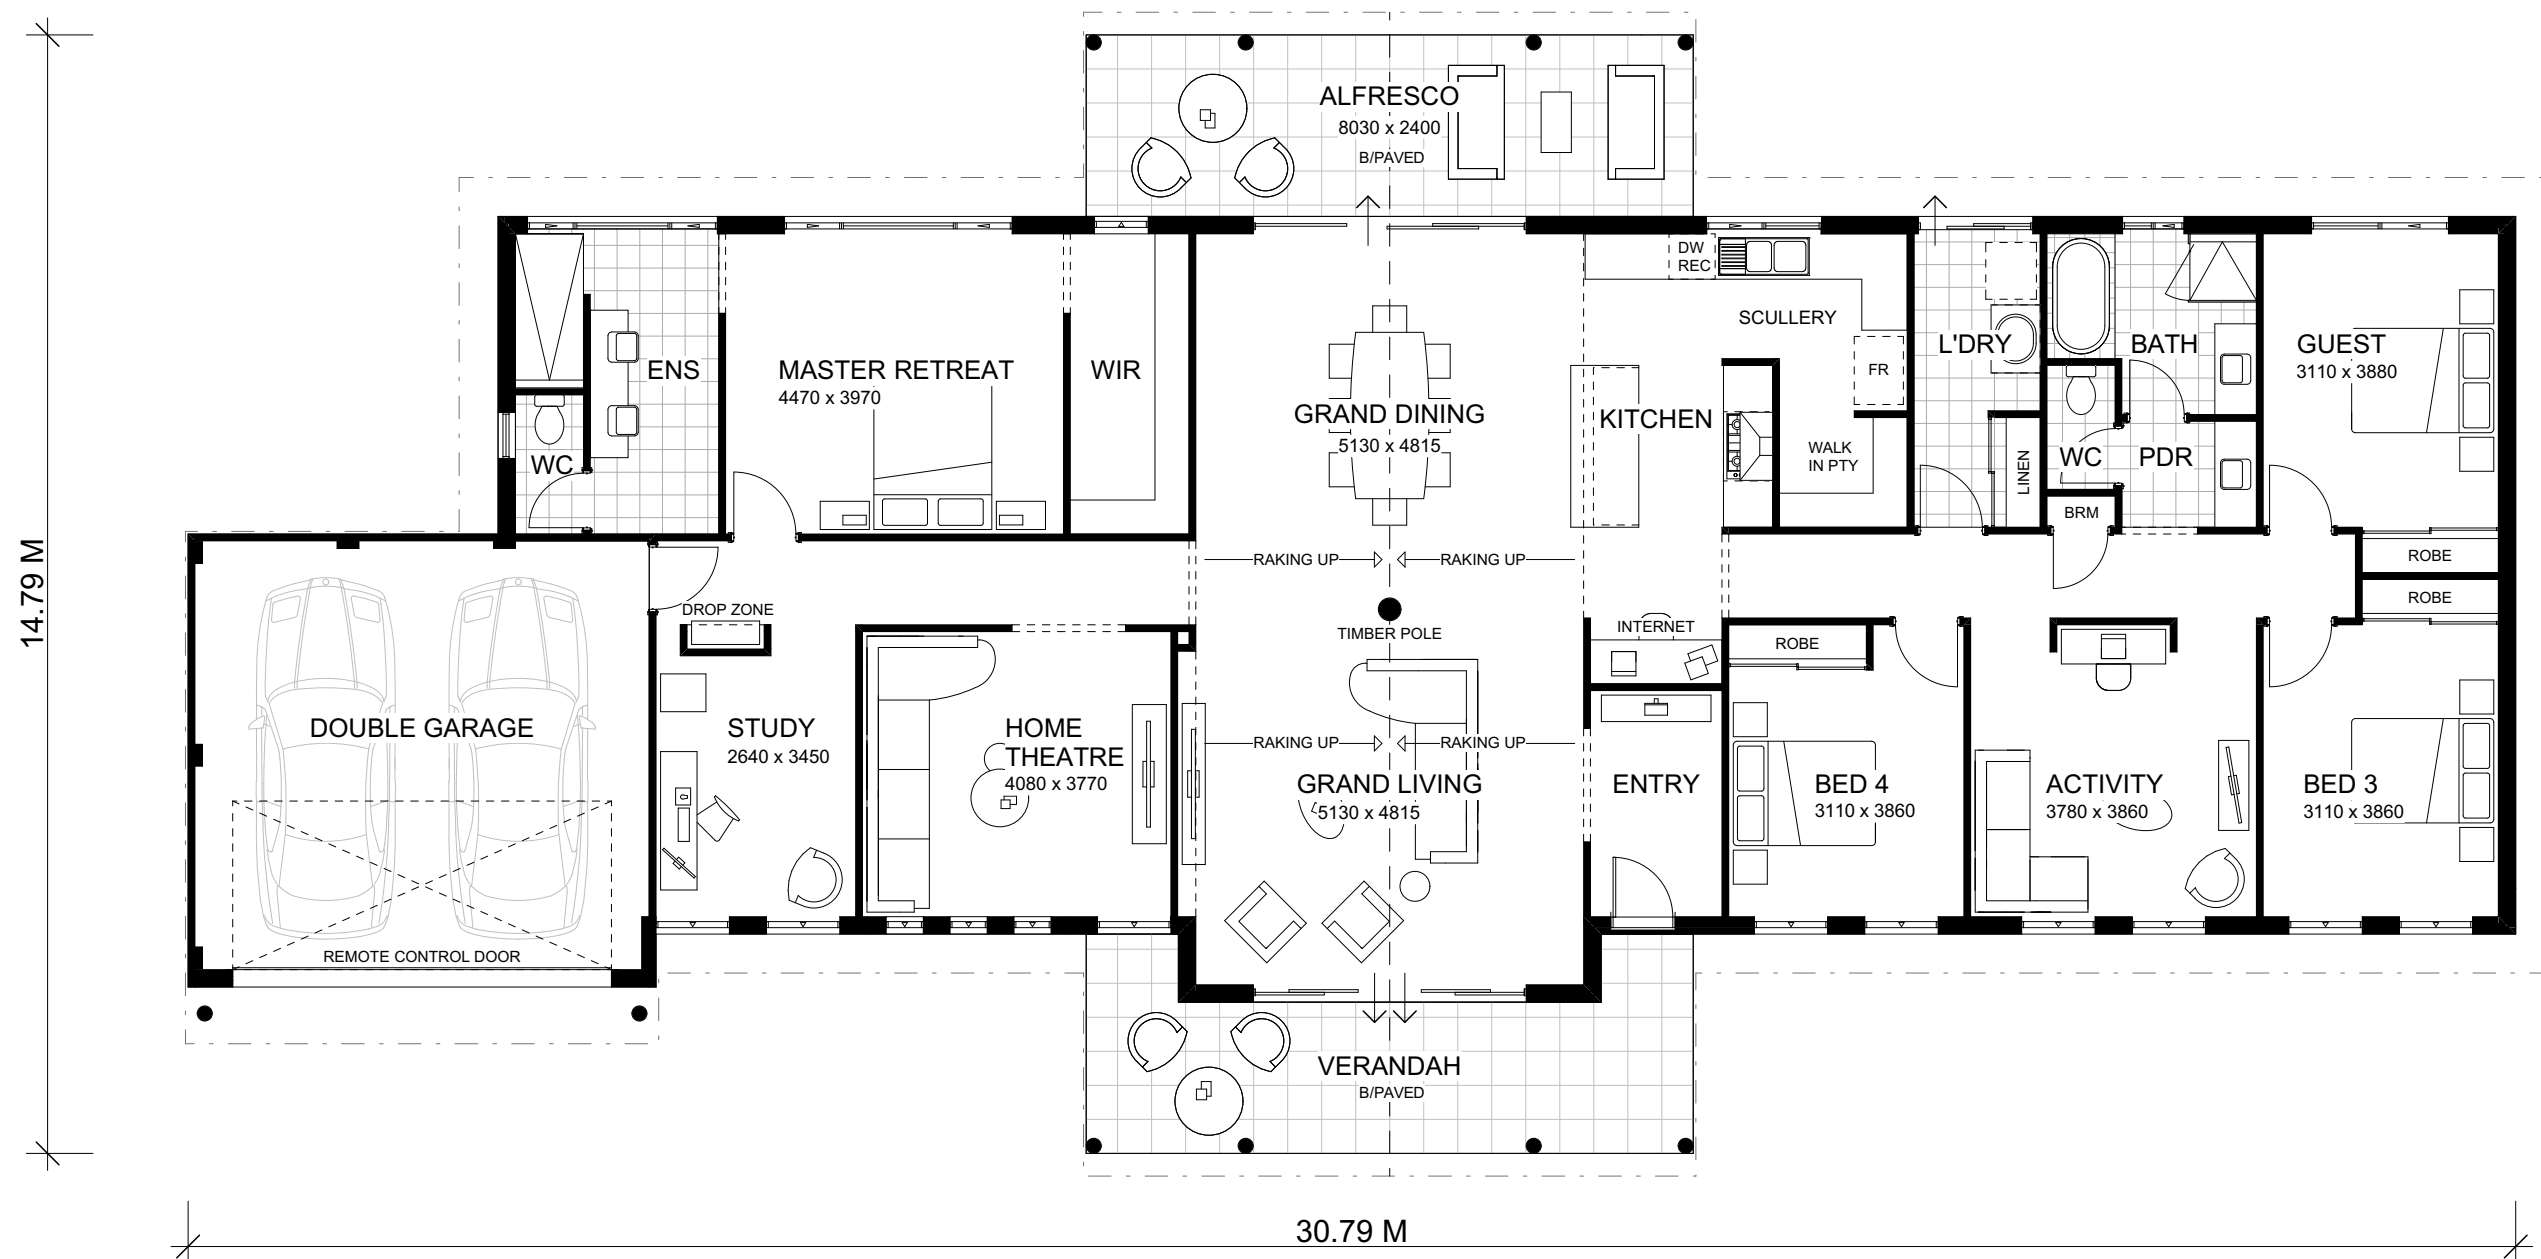 ALFRESCO
8030 x 2400
B/PAVED
DW
REC
SCULLERY
FR
WALK
IN PTY
L'DRY
LINEN
BATH
WC
PDR
BRM
GUEST
3110 x 3880
ENS
WC
MASTER RETREAT
4470 x 3970
WIR
GRAND DINING
5130 x 4815
KITCHEN
RAKING UP
RAKING UP
ROBE
ROBE
14.79 M
DROP ZONE
TIMBER POLE
INTERNET
ROBE
DOUBLE GARAGE
STUDY
2640 x 3450
HOME
THEATRE
4080 x 3770
RAKING UP
RAKING UP
GRAND LIVING
5130 x 4815
ENTRY
BED 4
3110 x 3860
ACTIVITY
3780 x 3860
BED 3
3110 x 3860
REMOTE CONTROL DOOR
VERANDAH
B/PAVED
30.79 M